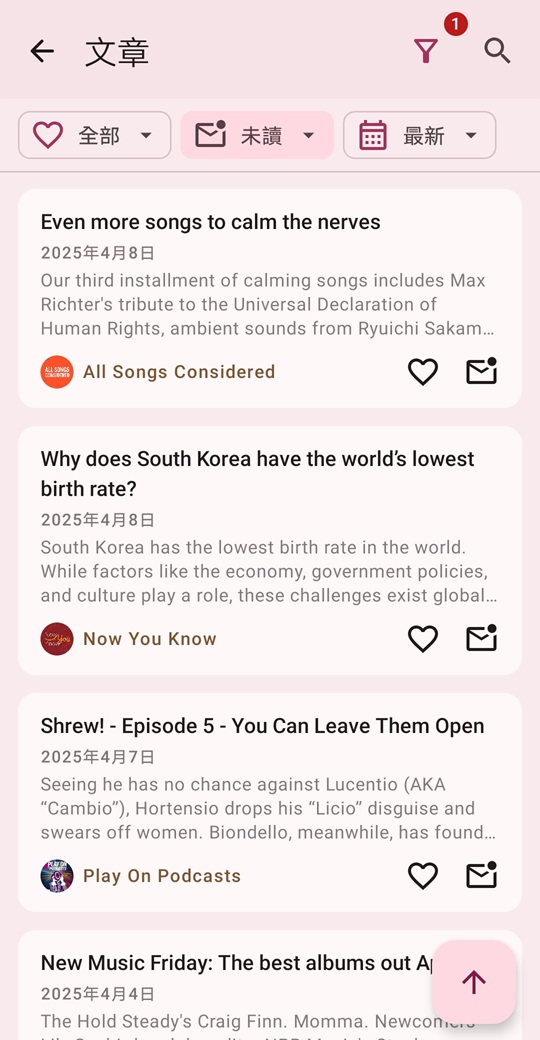 文章
1
全部
未讀
最新
Even more songs to calm the nerves
2025年4月8日
Our third installment of calming songs includes Max
Richter's tribute to the Universal Declaration of
Human Rights, ambient sounds from Ryuichi Sakam…
ALL SONGS
CONSIDERED
All Songs Considered
Why does South Korea have the world’s lowest
birth rate?
2025年4月8日
South Korea has the lowest birth rate in the world.
While factors like the economy, government policies,
and culture play a role, these challenges exist global…
Now You Know
Shrew! - Episode 5 - You Can Leave Them Open
2025年4月7日
Seeing he has no chance against Lucentio (AKA
“Cambio”), Hortensio drops his “Licio” disguise and
swears off women. Biondello, meanwhile, has found…
Play On Podcasts
New Music Friday: The best albums out
2025年4月4日
The Hold Steady's Craig Finn. Momma. Newcomers